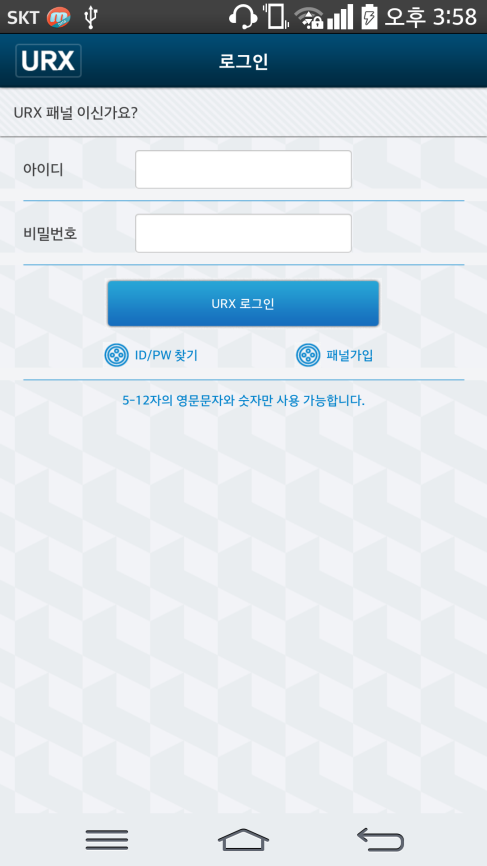 SKT 오후 3:58
URX 로그인
URX 패널 이신가요?
아이디
비밀번호
URX 로그인
ID/PW 찾기 패널가입
5-12자의 영문문자와 숫자만 사용 가능합니다.